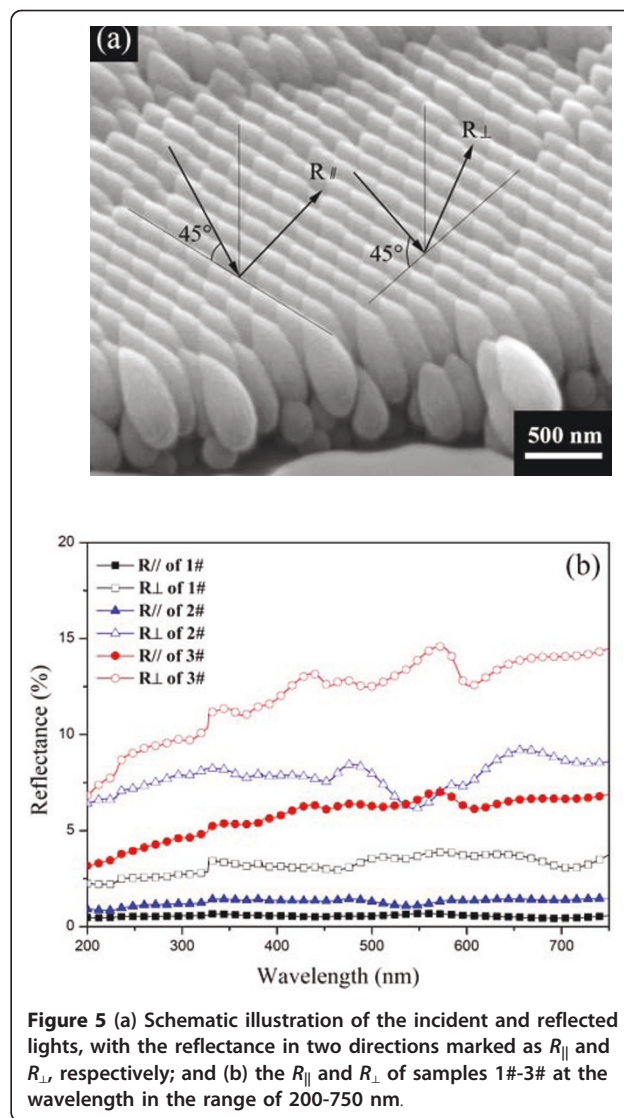 (a)
R∥
R⊥
45°
45°
500 nm
(b)
20
15
10
5
0
Reflectance (%)
R// of 1#
R⊥ of 1#
R// of 2#
R⊥ of 2#
R// of 3#
R⊥ of 3#
200 300 400 500 600 700
Wavelength (nm)
Figure 5 (a) Schematic illustration of the incident and reflected
lights, with the reflectance in two directions marked as R∥ and
R⊥, respectively; and (b) the R∥ and R⊥ of samples 1#-3# at the
wavelength in the range of 200-750 nm.